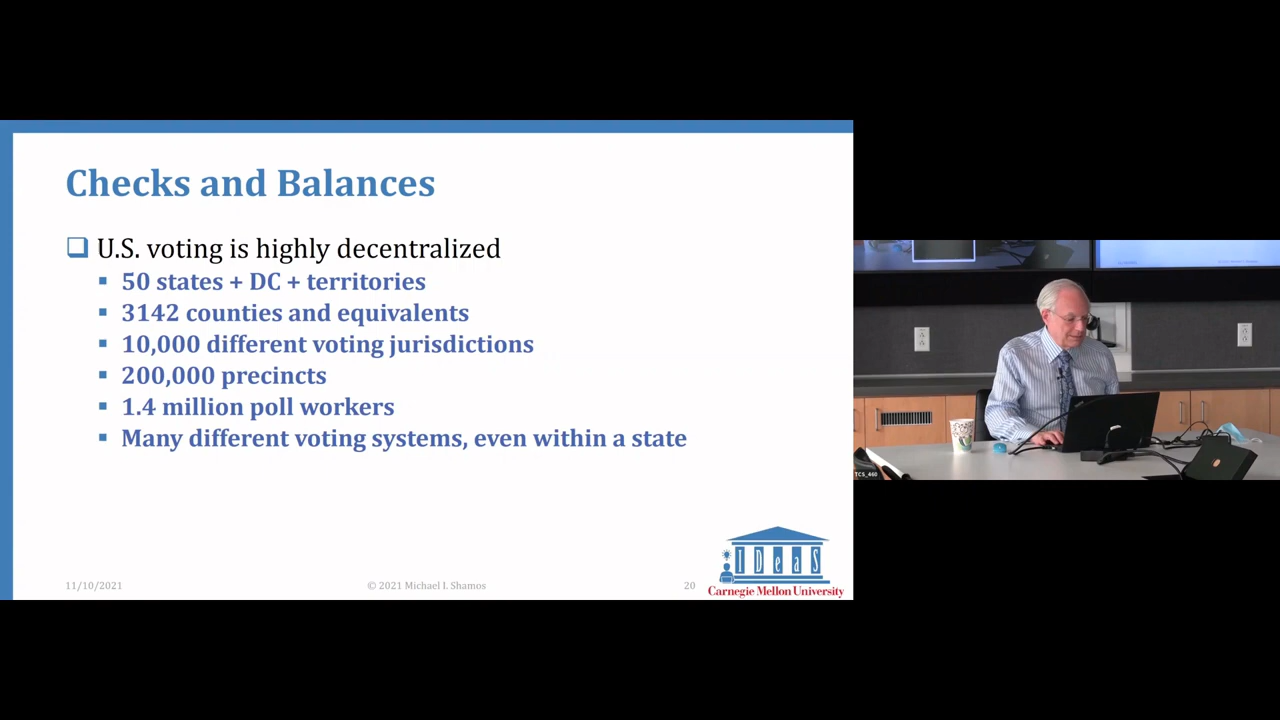 Checks and Balances
❑ U.S. voting is highly decentralized
▪ 50 states + DC + territories
▪ 3142 counties and equivalents
▪ 10,000 different voting jurisdictions
▪ 200,000 precincts
▪ 1.4 million poll workers
▪ Many different voting systems, even within a state
IDeaS
11/10/2021
© 2021 Michael I. Shamos
20
Carnegie Mellon University
TCS_460